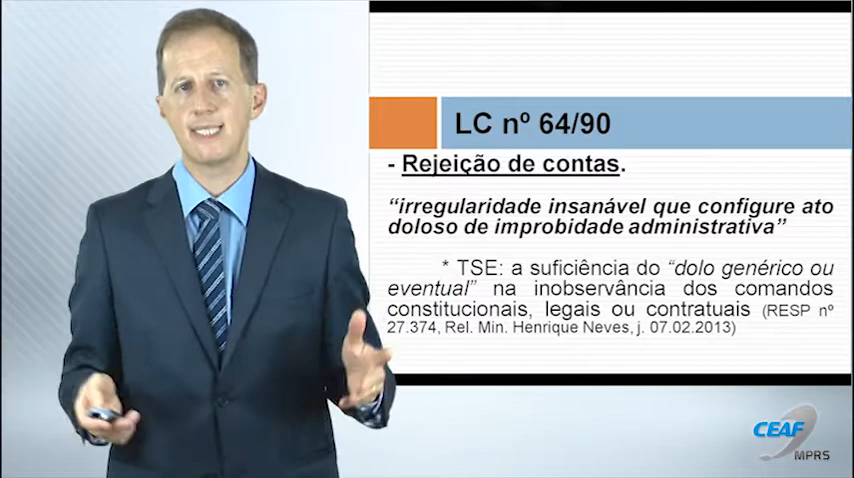 LC nº 64/90
- Rejeição de contas.
“irregularidade insanável que configure ato
doloso de improbidade administrativa”
* TSE: a suficiência do “dolo genérico ou
eventual” na inobservância dos comandos
constitucionais, legais ou contratuais (RESP nº
27.374, Rel. Min. Henrique Neves, j. 07.02.2013)
CEAF
MPRS